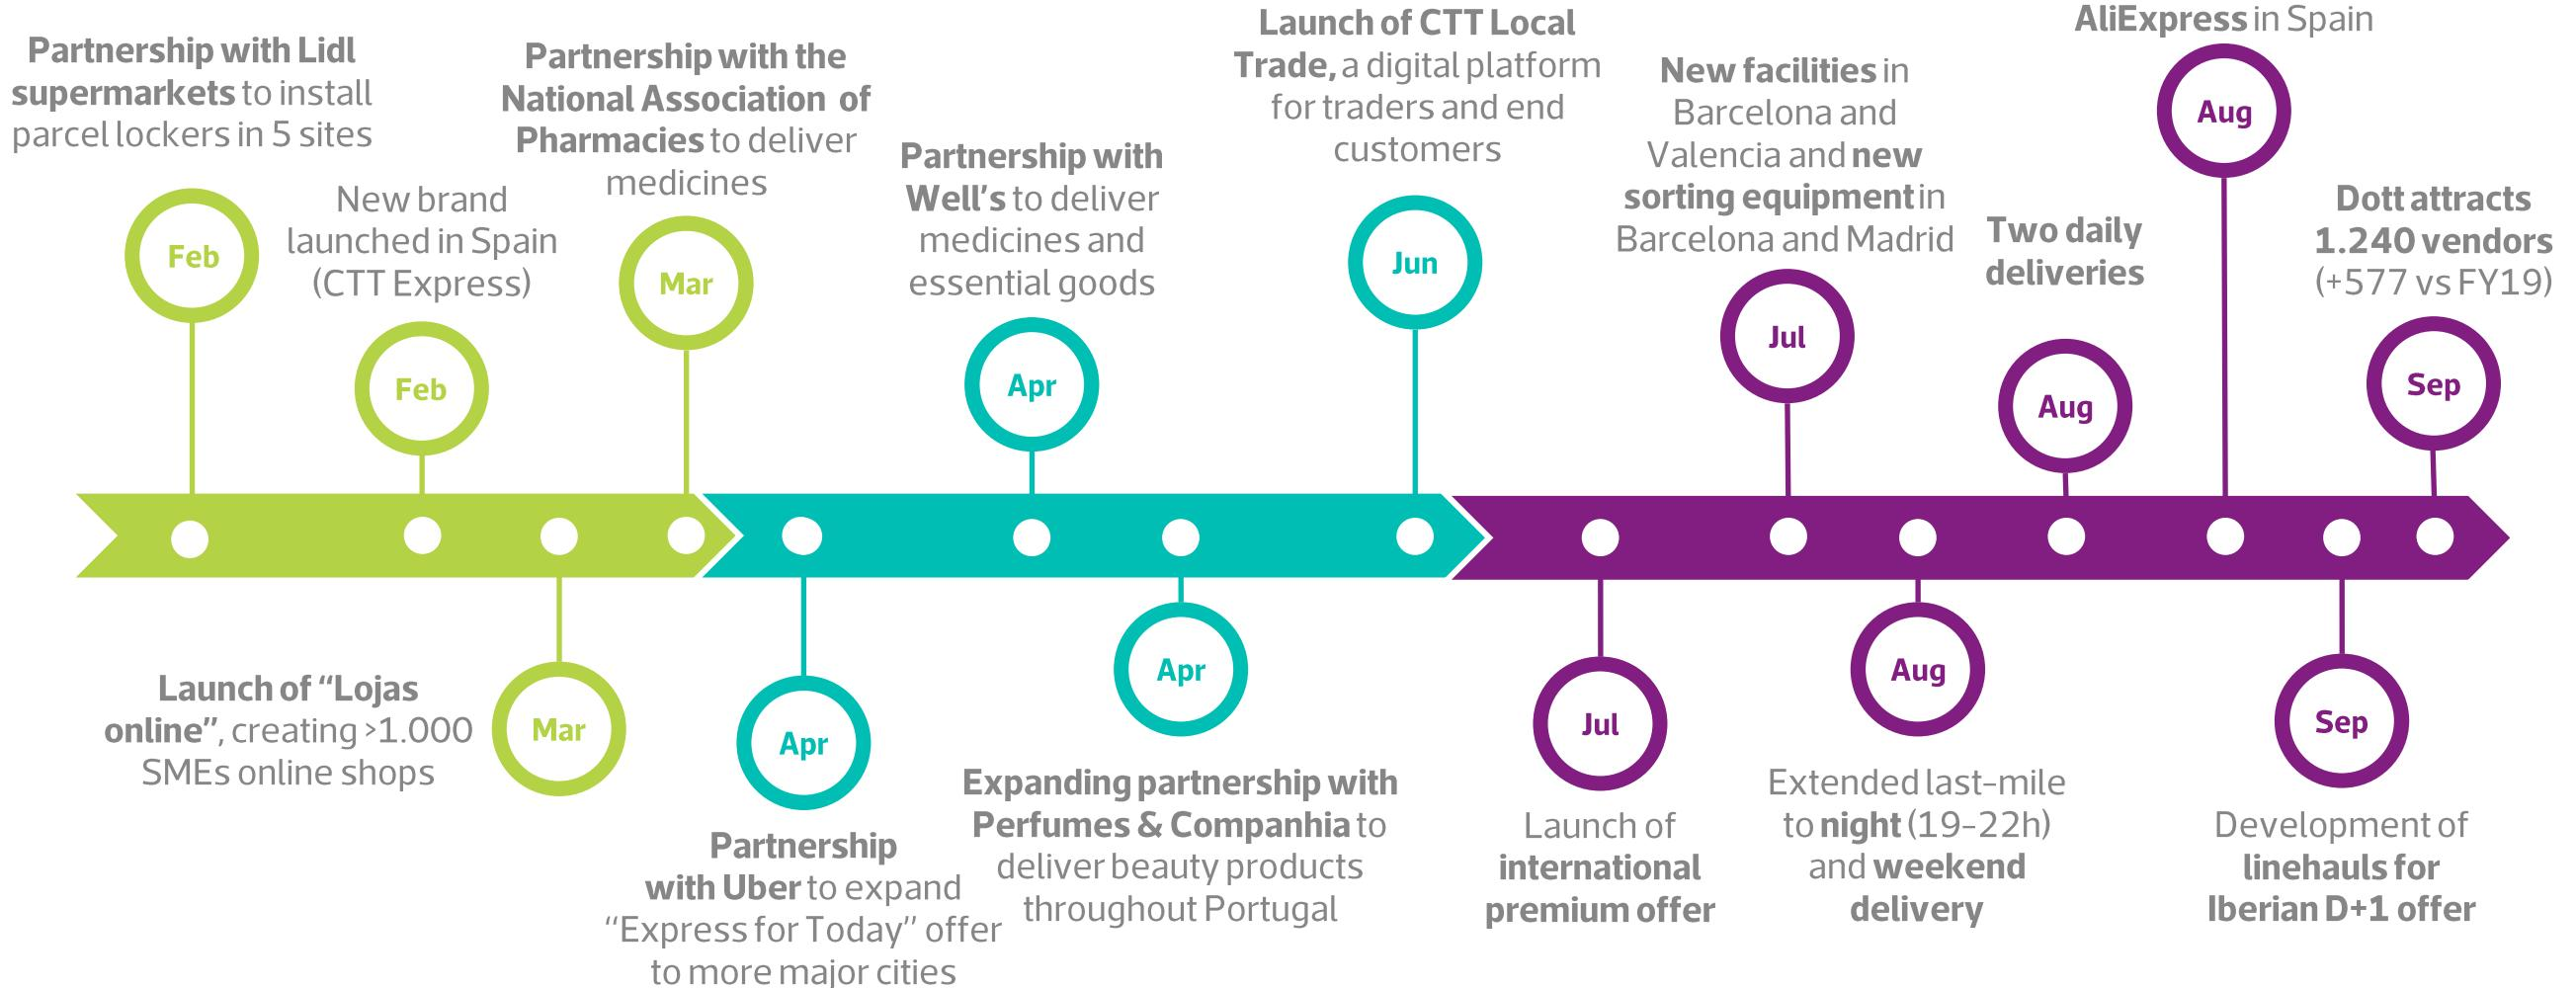 Partnership with Lidl
supermarkets to install
parcel lockers in 5 sites
Feb
New brand
launched in Spain
(CTT Express)
Feb
Launch of “Lojas
online”, creating >1.000
SMEs online shops
Mar
Partnership with the
National Association of
Pharmacies to deliver
medicines
Mar
Apr
Partnership
with Uber to expand
“Express for Today” offer
to more major cities
Partnership with
Well’s to deliver
medicines and
essential goods
Apr
Apr
Expanding partnership with
Perfumes & Companhia to
deliver beauty products
throughout Portugal
Launch of CTT Local
Trade, a digital platform
for traders and end
customers
Jun
Jul
Launch of
international
premium offer
New facilities in
Barcelona and
Valencia and new
sorting equipment in
Barcelona and Madrid
Jul
Aug
Extended last-mile
to night (19-22h)
and weekend
delivery
Two daily
deliveries
Aug
AliExpress in Spain
Aug
Sep
Development of
linehauls for
Iberian D+1 offer
Dott attracts
1.240 vendors
(+577 vs FY19)
Sep